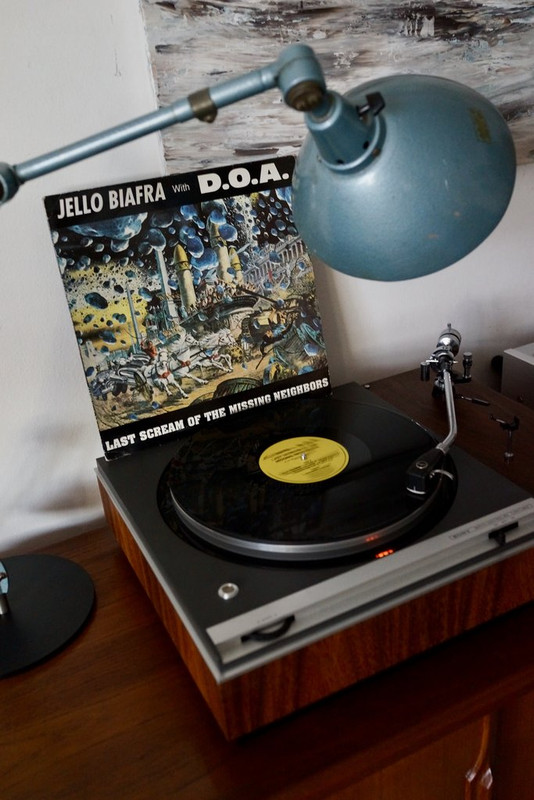 JELLO BIAFRA With D.O.A.
LAST SCREAM OF THE MISSING NEIGHBORS